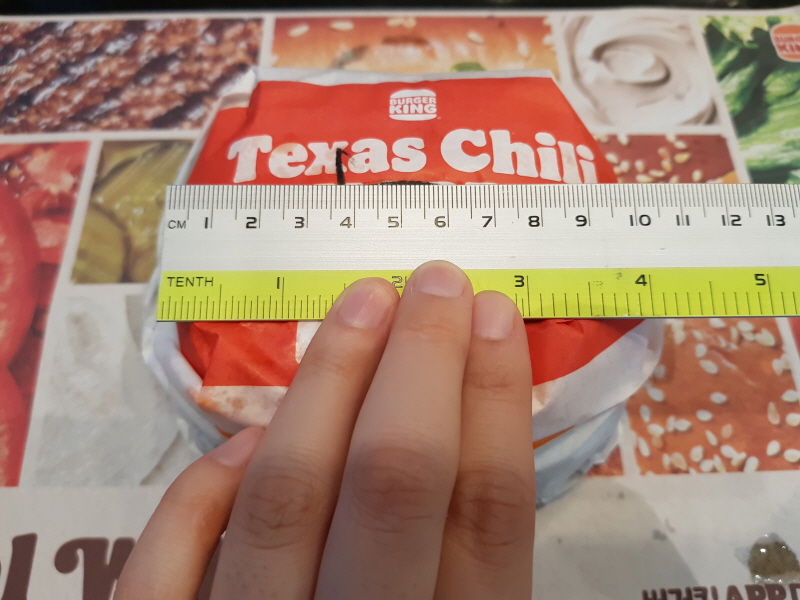 BURGER
KING
Texas Chili
CM 1 2 3 4 5 6 7 8 9 10 11 12 13
TENTH 1 2 3 4 5